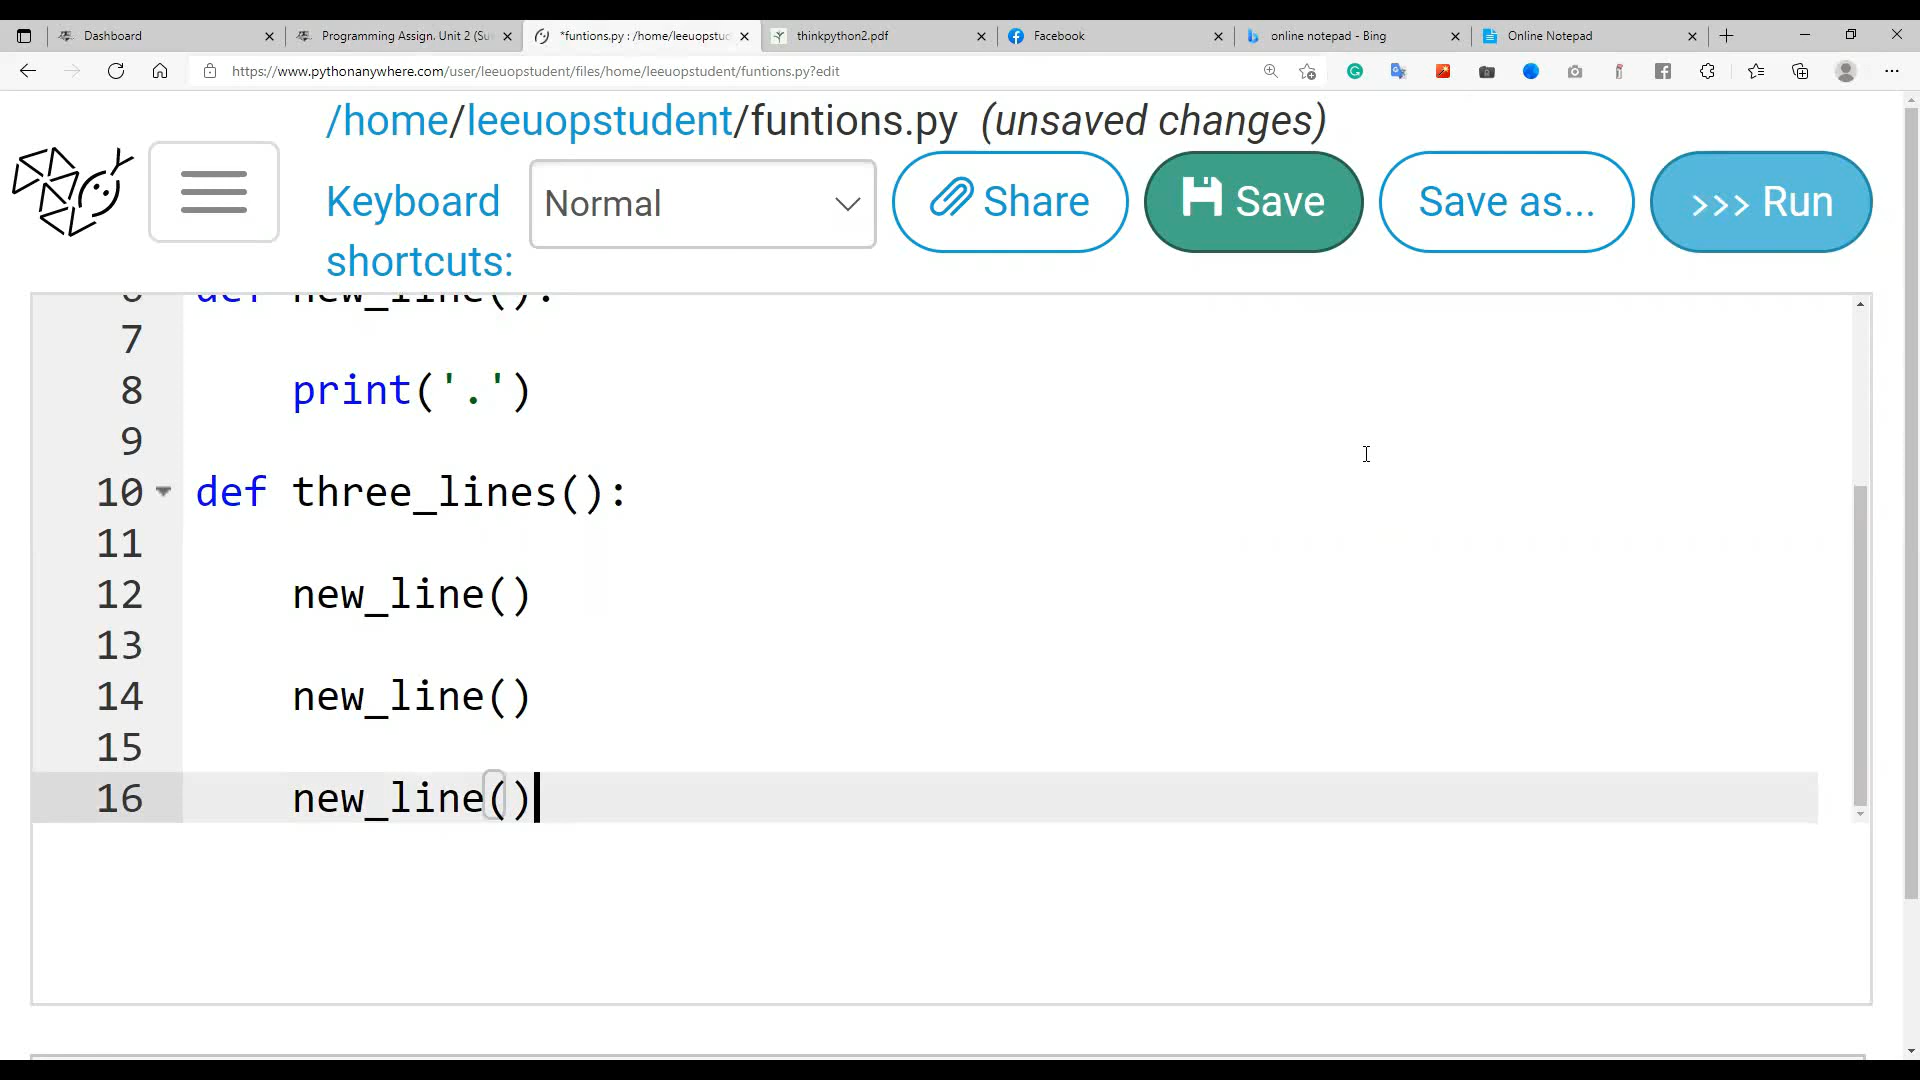 Dashboard
Programming Assign. Unit 2 (Su
*funtions.py : /home/leeuopstuc
thinkpython2.pdf
Facebook
online notepad - Bing
Online Notepad
https://www.pythonanywhere.com/user/leeuopstudent/files/home/leeuopstudent/funtions.py?edit
/home/leeuopstudent/funtions.py (unsaved changes)
Keyboard shortcuts:
Normal
Share
Save
Save as...
>>> Run
6 def new_line():
7
8 print('.')
9
10 def three_lines():
11
12 new_line()
13
14 new_line()
15
16 new_line()